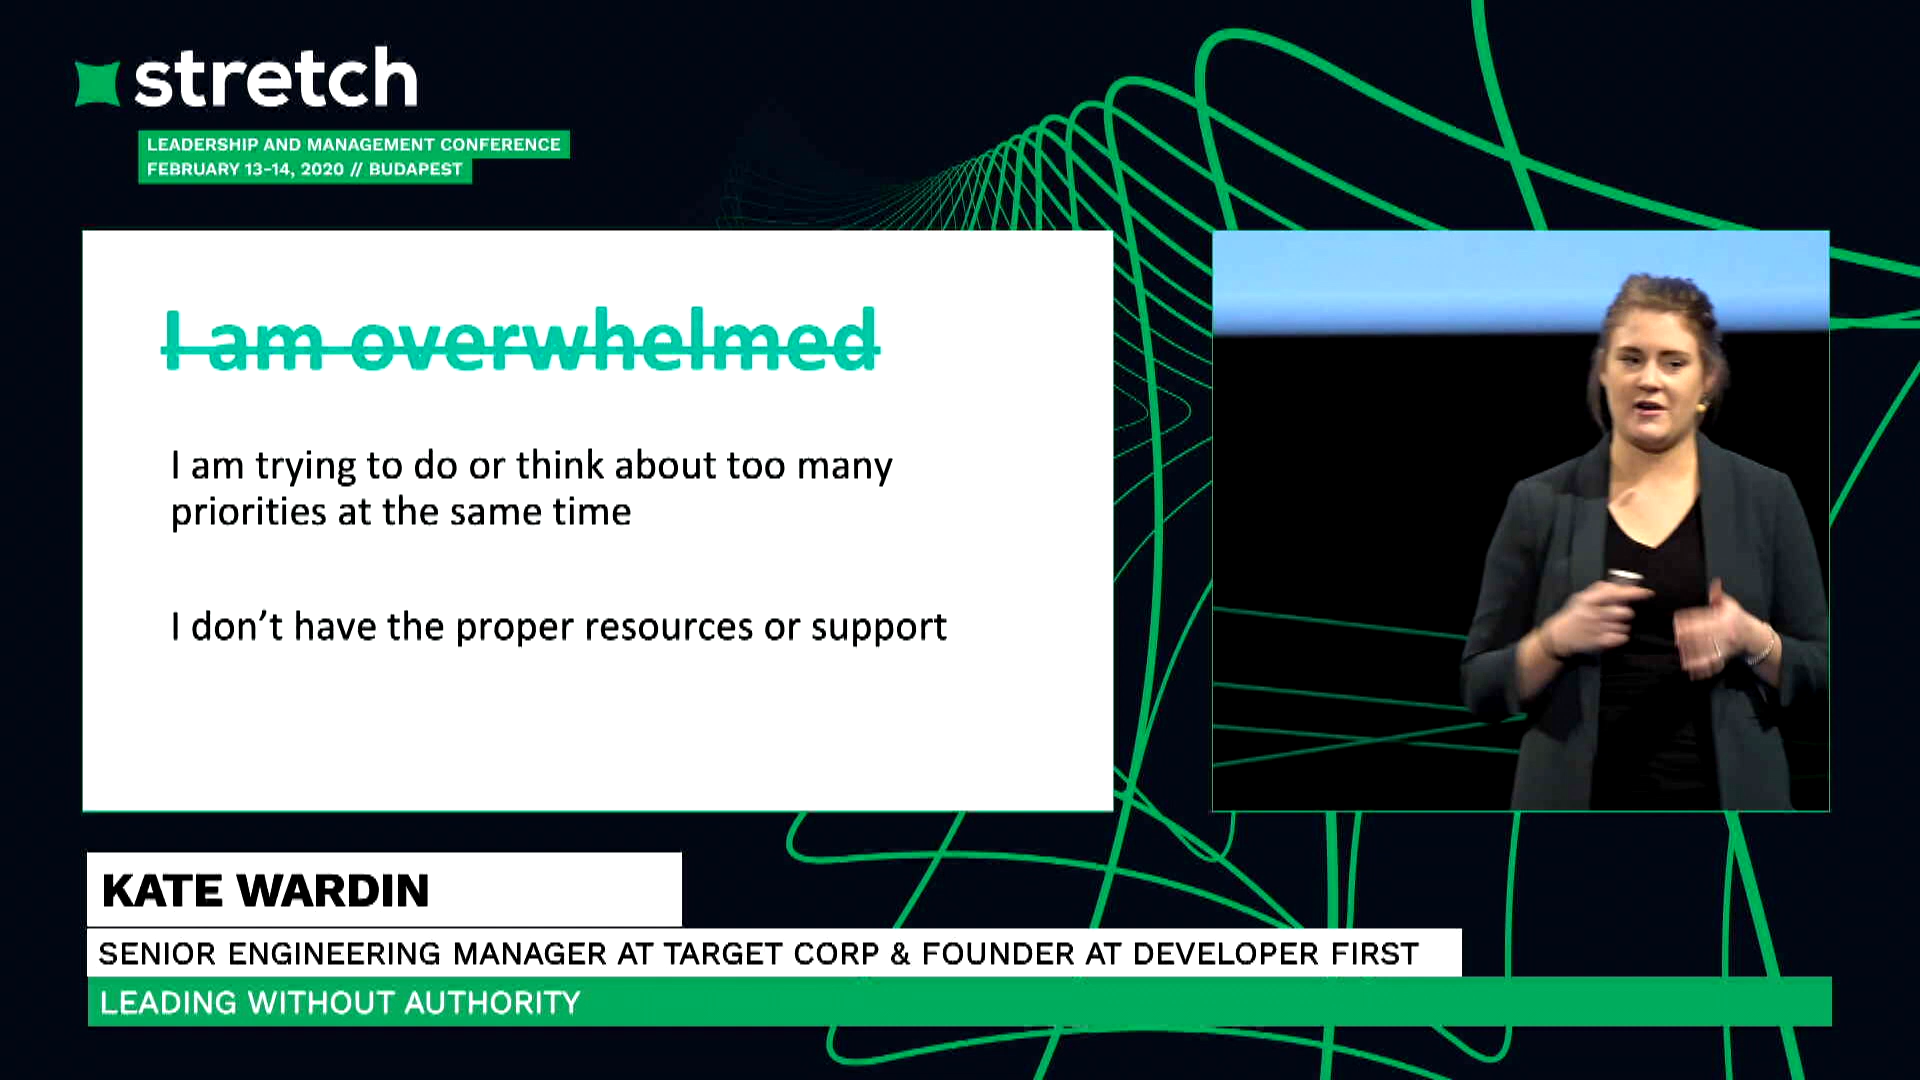 stretch
LEADERSHIP AND MANAGEMENT CONFERENCE
FEBRUARY 13-14, 2020 // BUDAPEST
I am overwhelmed
I am trying to do or think about too many
priorities at the same time
I don’t have the proper resources or support
KATE WARDIN
SENIOR ENGINEERING MANAGER AT TARGET CORP & FOUNDER AT DEVELOPER FIRST
LEADING WITHOUT AUTHORITY